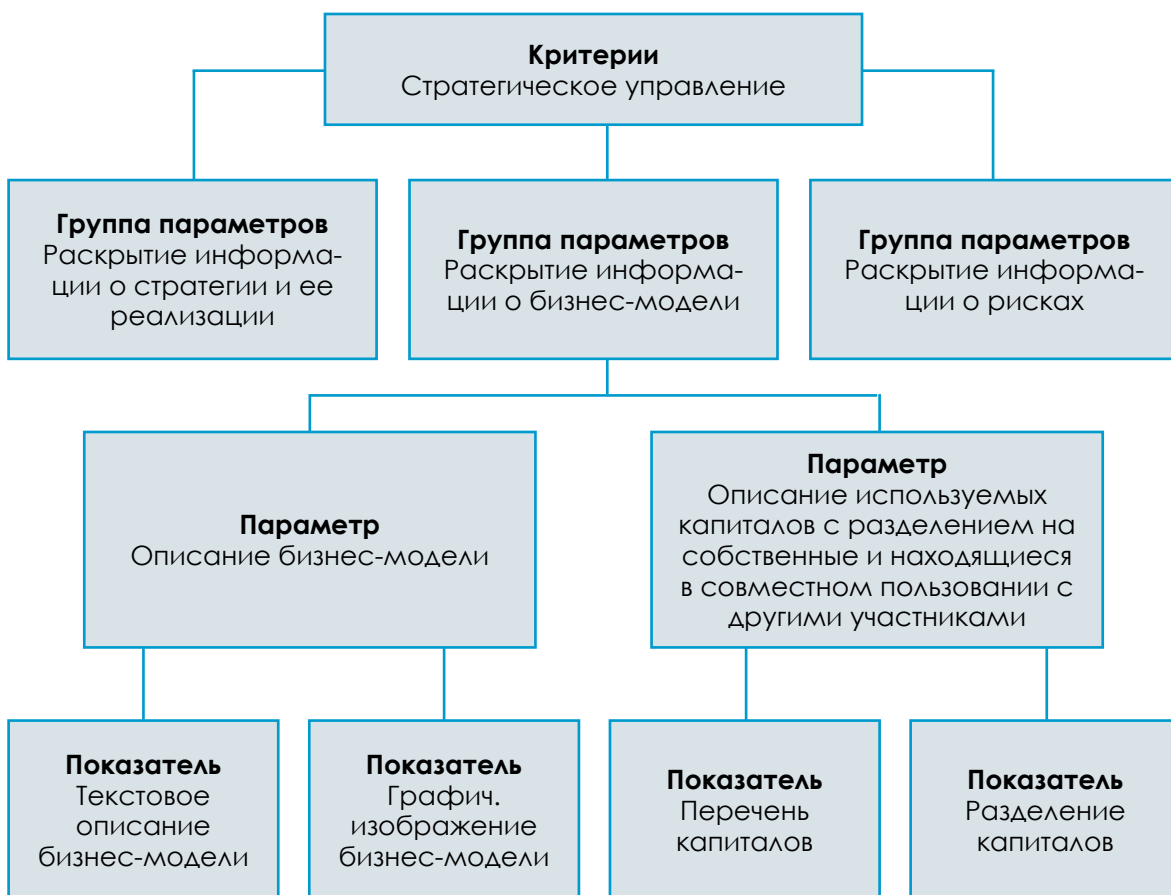 Критерии
Стратегическое управление
Группа параметров
Раскрытие информа-
ции о стратегии и ее
реализации
Группа параметров
Раскрытие информа-
ции о бизнес-модели
Группа параметров
Раскрытие информа-
ции о рисках
Параметр
Описание бизнес-модели
Параметр
Описание используемых
капиталов с разделением на
собственные и находящиеся
в совместном пользовании с
другими участниками
Показатель
Текстовое
описание
бизнес-модели
Показатель
Графич.
изображение
бизнес-модели
Показатель
Перечень
капиталов
Показатель
Разделение
капиталов